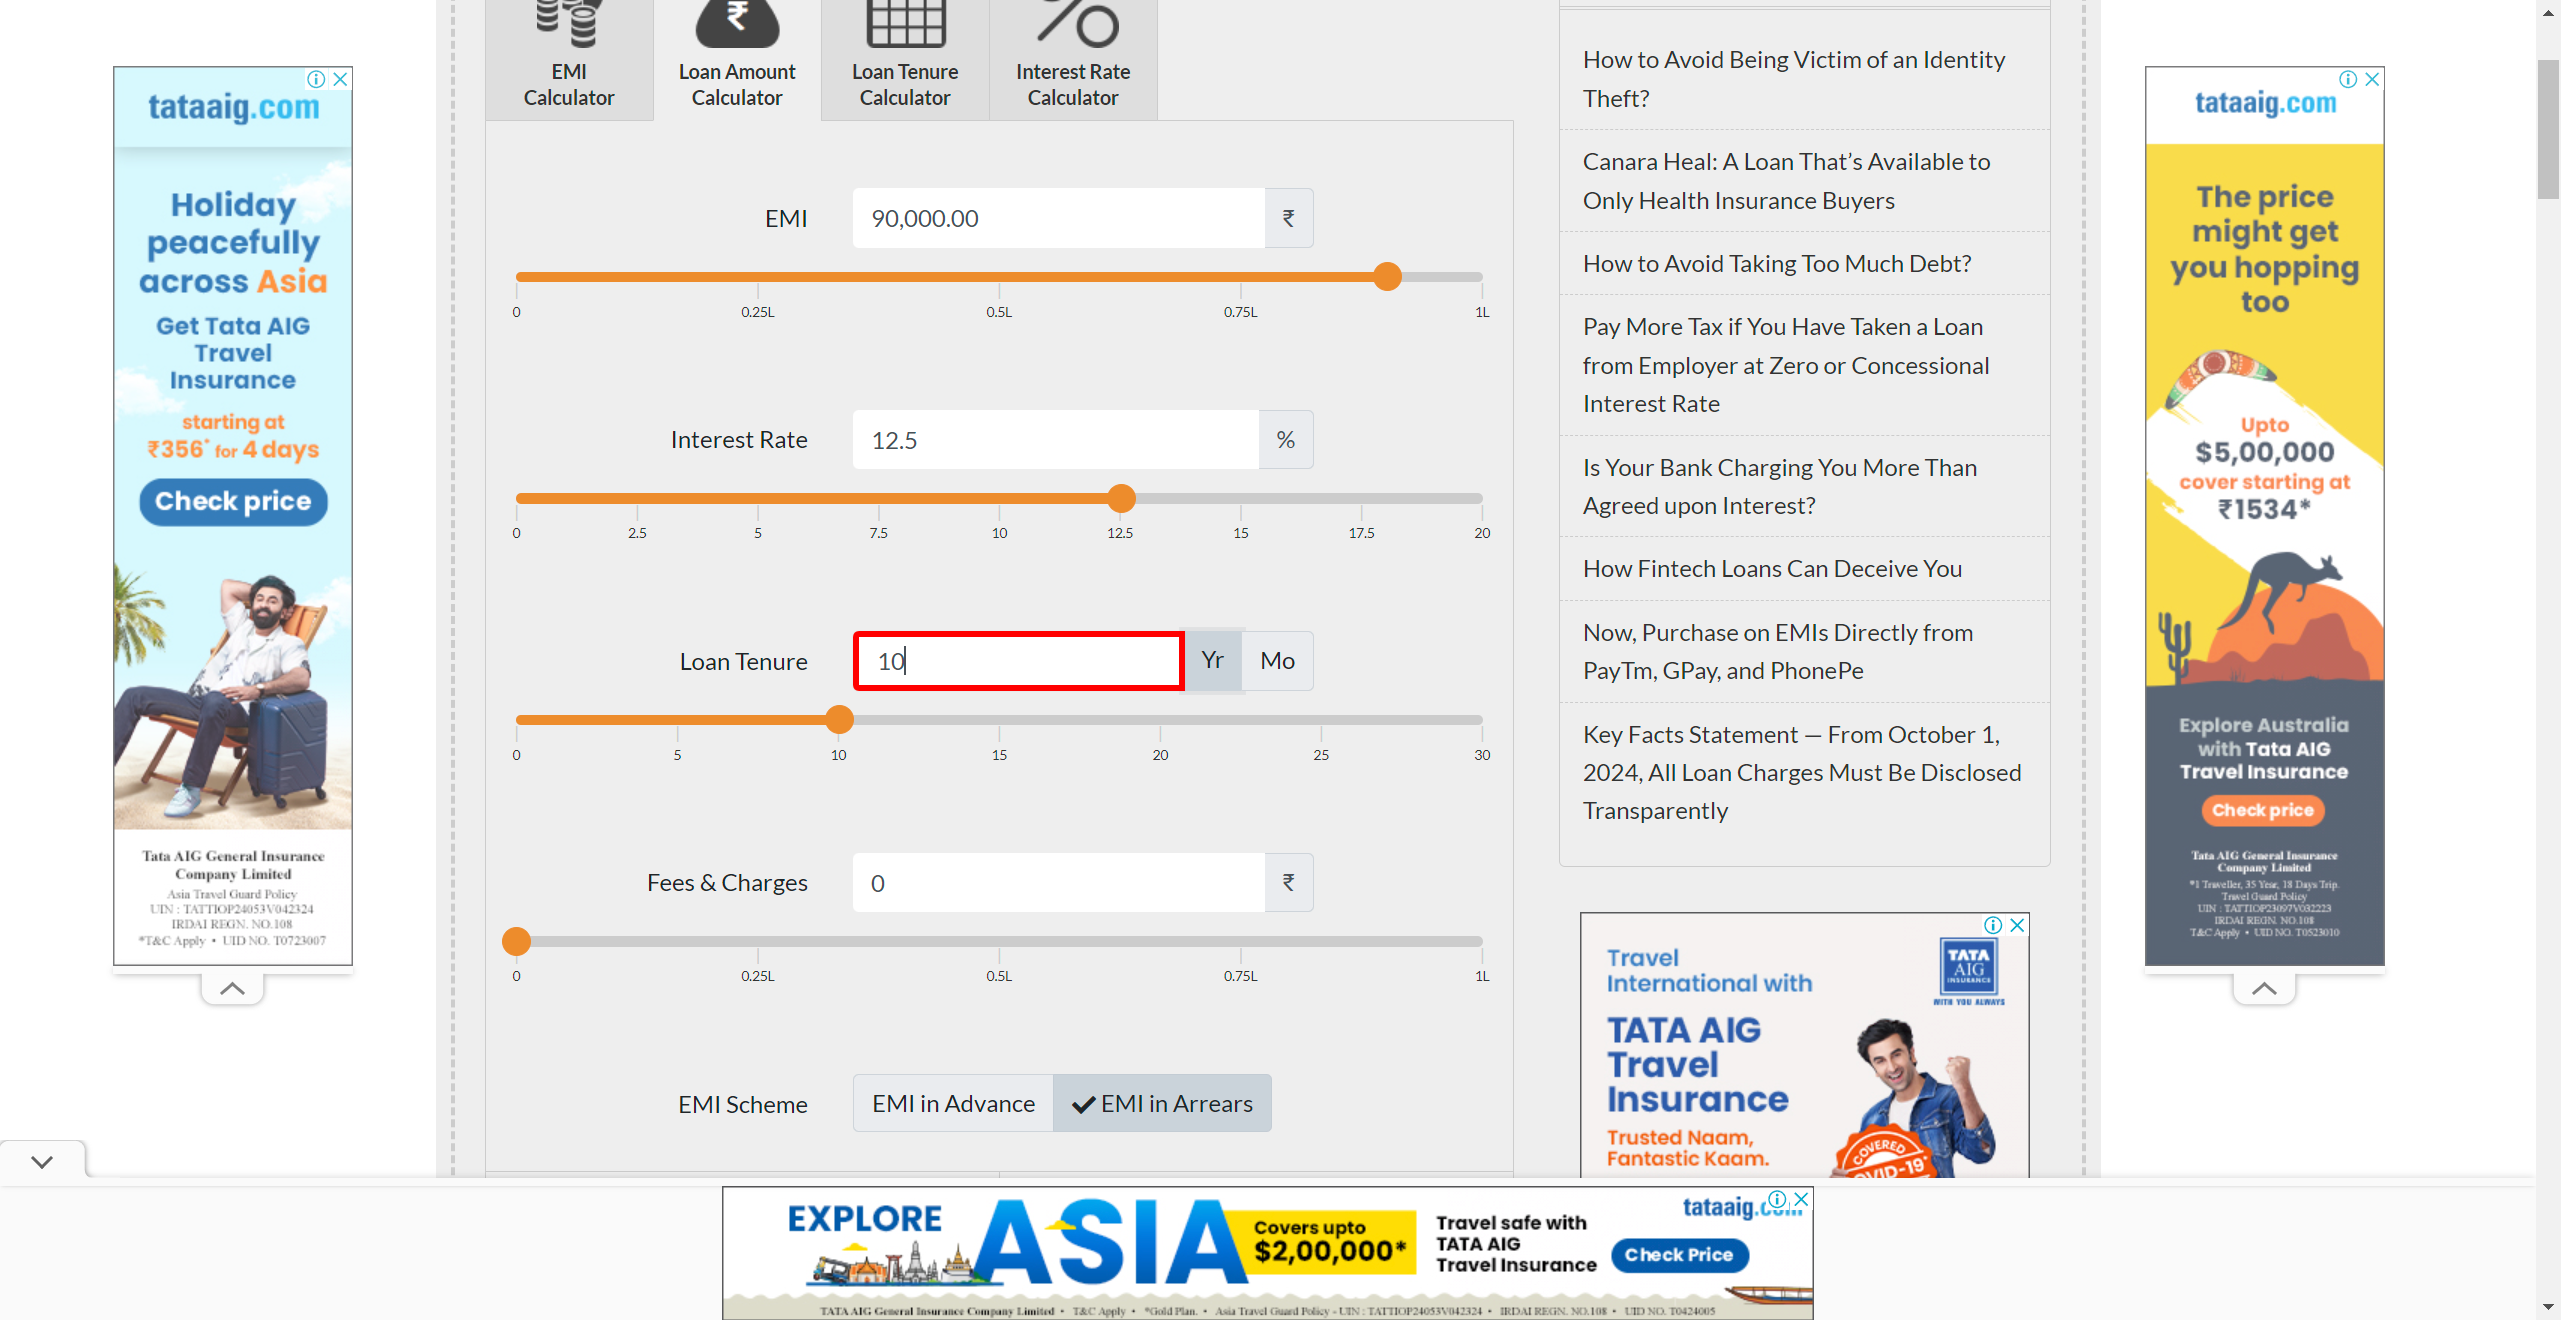 EMI
Calculator
Loan Amount
Calculator
Loan Tenure
Calculator
Interest Rate
Calculator
EMI
90,000.00
₹
0
0.25L
0.5L
0.75L
1L
Interest Rate
12.5
%
0
2.5
5
7.5
10
12.5
15
17.5
20
Loan Tenure
10
Yr
Mo
0
5
10
15
20
25
30
Fees & Charges
0
₹
0
0.25L
0.5L
0.75L
1L
EMI Scheme
EMI in Advance
EMI in Arrears
How to Avoid Being Victim of an Identity
Theft?
Canara Heal: A Loan That’s Available to
Only Health Insurance Buyers
How to Avoid Taking Too Much Debt?
Pay More Tax if You Have Taken a Loan
from Employer at Zero or Concessional
Interest Rate
Is Your Bank Charging You More Than
Agreed upon Interest?
How Fintech Loans Can Deceive You
Now, Purchase on EMIs Directly from
PayTm, GPay, and PhonePe
Key Facts Statement — From October 1,
2024, All Loan Charges Must Be Disclosed
Transparently
tataaig.com
Holiday
peacefully
across Asia
Get Tata AIG
Travel
Insurance
starting at
₹356* for 4 days
Check price
Tata AIG General Insurance
Company Limited
Asia Travel Guard Policy
UIN : TATTIOP24053V042324
IRDAI REGN. NO.108
*T&C Apply • UID NO. T0723007
tataaig.com
The price
might get
you hopping
too
Upto
$5,00,000
cover starting at
₹1534*
Explore Australia
with Tata AIG
Travel Insurance
Check price
Tata AIG General Insurance
Company Limited
*1 Traveller, 35 Year, 18 Days Trip.
Travel Guard Policy
UIN : TATTIOP23097V032223
IRDAI REGN. NO.108
T&C Apply • UID NO. T0523010
Travel
International with
TATA AIG
Travel
Insurance
Trusted Naam,
Fantastic Kaam.
TATA
AIG
INSURANCE
WITH YOU ALWAYS
COVERED
COVID-19*
EXPLORE ASIA
Covers upto
$2,00,000*
Travel safe with
TATA AIG
Travel Insurance
tataaig.com
Check Price
TATA AIG General Insurance Company Limited • T&C Apply • *Gold Plan. • Asia Travel Guard Policy - UIN : TATTIOP24053V042324 • IRDAI REGN. NO.108 • UID NO. T0424005